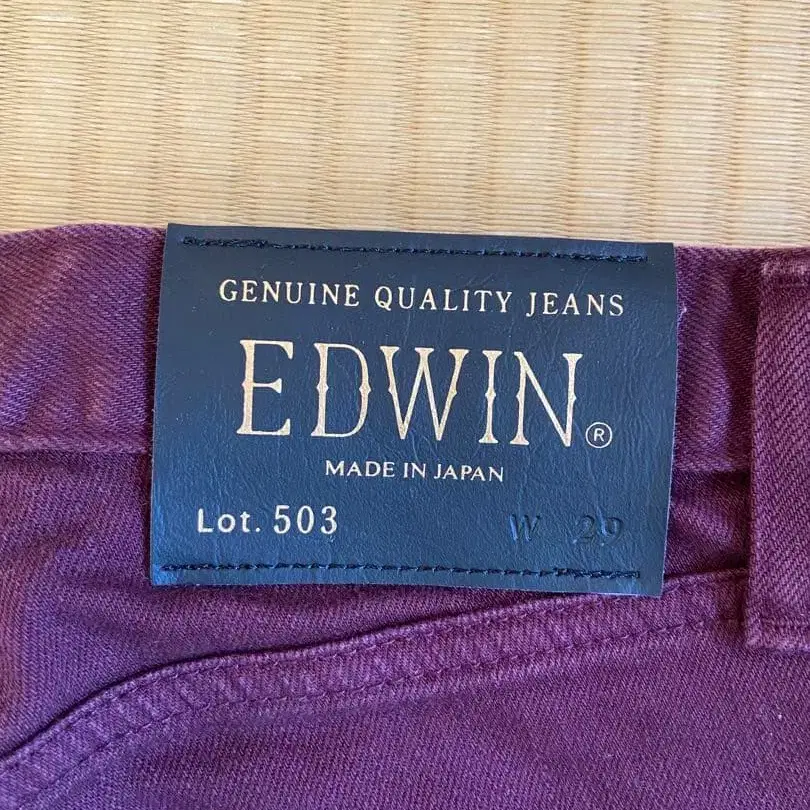 GENUINE QUALITY JEANS
EDWIN®
MADE IN JAPAN
Lot. 503 W 29